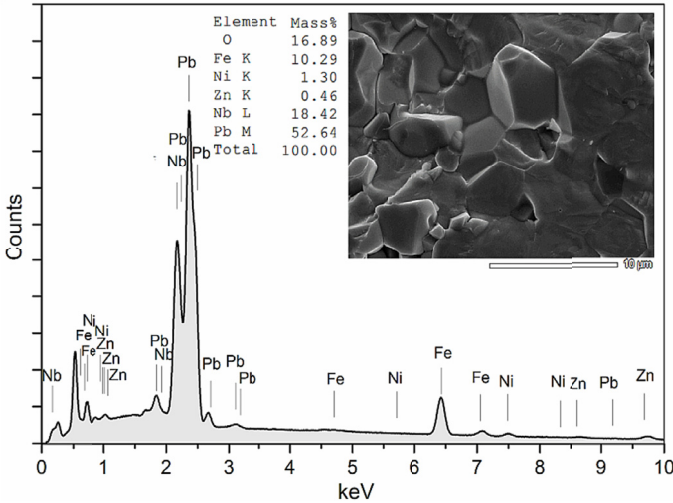 Element Mass%
O 16.89
Fe K 10.29
Ni K 1.30
Zn K 0.46
Nb L 18.42
Pb M 52.64
Total 100.00
10 µm
Pb
Pb
Nb
Pb
Nb
Fe
Ni
Fe
Ni
Zn
Zn
Zn
Pb
Nb
Pb
Pb
Pb
Fe
Ni
Fe
Fe
Ni
Ni
Zn
Pb
Zn
Counts
0 1 2 3 4 5 6 7 8 9 10
keV